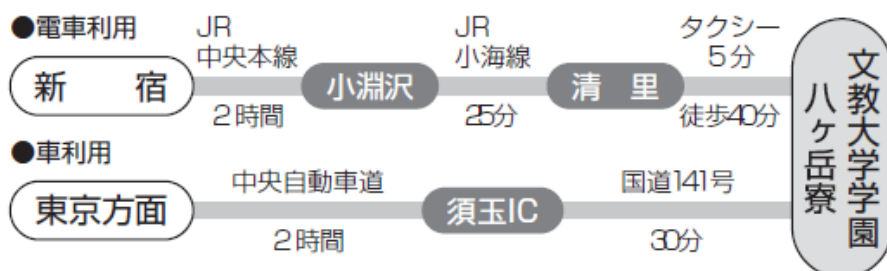 ●電車利用
JR
中央本線
JR
小海線
タクシー
5分
新宿
小淵沢
清里
2時間
25分
徒歩40分
●車利用
中央自動車道
国道141号
東京方面
須玉IC
2時間
30分
文教大学学園
八ヶ岳寮